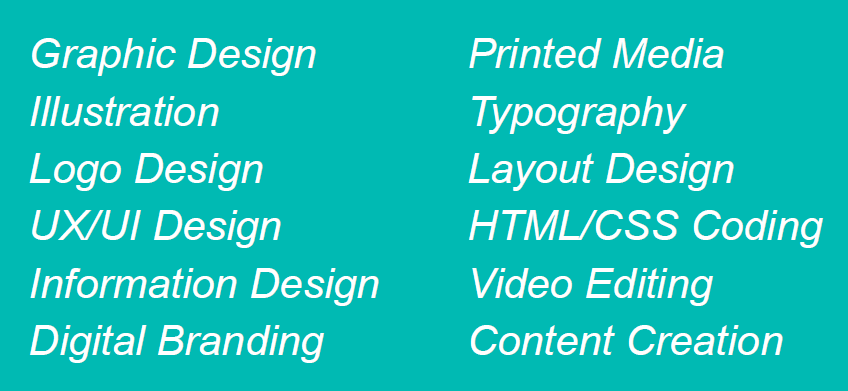 Graphic Design
Illustration
Logo Design
UX/UI Design
Information Design
Digital Branding
Printed Media
Typography
Layout Design
HTML/CSS Coding
Video Editing
Content Creation